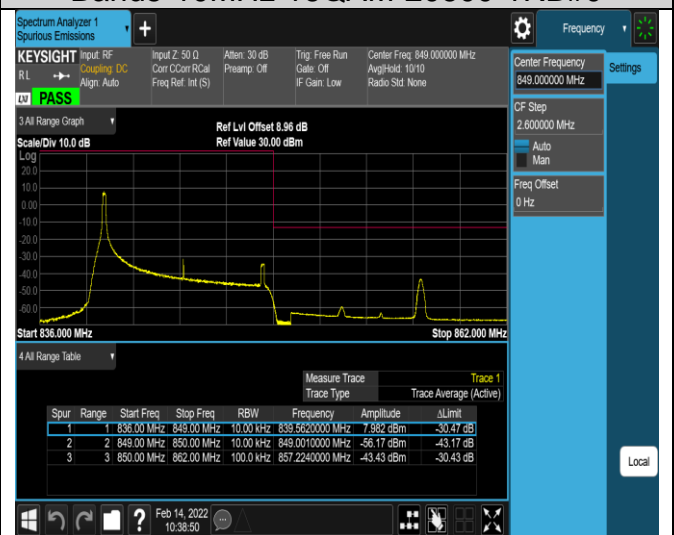 Spectrum Analyzer 1
Spurious Emissions
+
Frequency
KEYSIGHT
R L
LXI
PASS
Input: RF
Coupling: DC
Align: Auto
Input Z: 50 Ω
Corr CCorr RCal
Freq Ref: Int (S)
Atten: 30 dB
Preamp: Off
Trig: Free Run
Gate: Off
IF Gain: Low
Center Freq: 849.000000 MHz
Avg|Hold: 10/10
Radio Std: None
Center Frequency
849.000000 MHz
Settings
CF Step
2.600000 MHz
Auto
Man
Freq Offset
0 Hz
3 All Range Graph
Scale/Div 10.0 dB
Ref Lvl Offset 8.96 dB
Ref Value 30.00 dBm
Log
20.0
10.0
0.00
-10.0
-20.0
-30.0
-40.0
-50.0
-60.0
Start 836.000 MHz
Stop 862.000 MHz
4 All Range Table
Measure Trace Trace 1
Trace Type Trace Average (Active)
Spur Range Start Freq Stop Freq RBW Frequency Amplitude ΔLimit
1 1 836.00 MHz 849.00 MHz 10.00 kHz 839.5620000 MHz 7.982 dBm -30.47 dB
2 2 849.00 MHz 850.00 MHz 10.00 kHz 849.0010000 MHz -56.17 dBm -43.17 dB
3 3 850.00 MHz 862.00 MHz 100.0 kHz 857.2240000 MHz -43.43 dBm -30.43 dB
Local
?
Feb 14, 2022
10:38:50